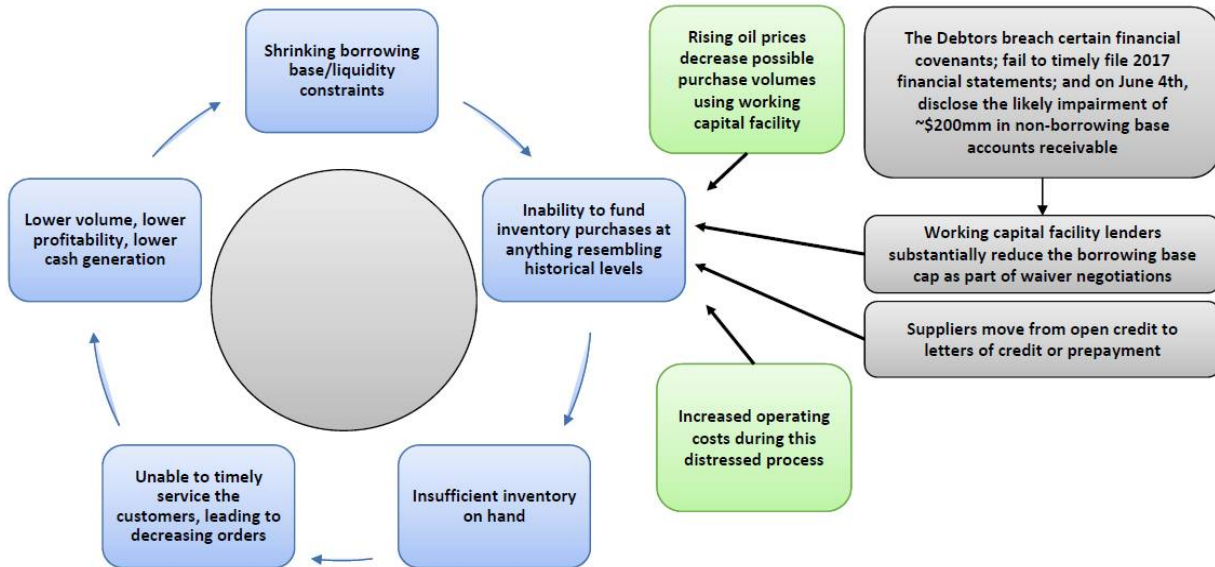 Shrinking borrowing
base/liquidity
constraints
Rising oil prices
decrease possible
purchase volumes
using working
capital facility
The Debtors breach certain financial
covenants; fail to timely file 2017
financial statements; and on June 4th,
disclose the likely impairment of
~$200mm in non-borrowing base
accounts receivable
Lower volume, lower
profitability, lower
cash generation
Inability to fund
inventory purchases at
anything resembling
historical levels
Working capital facility lenders
substantially reduce the borrowing base
cap as part of waiver negotiations
Suppliers move from open credit to
letters of credit or prepayment
Increased operating
costs during this
distressed process
Unable to timely
service the
customers, leading to
decreasing orders
Insufficient inventory
on hand